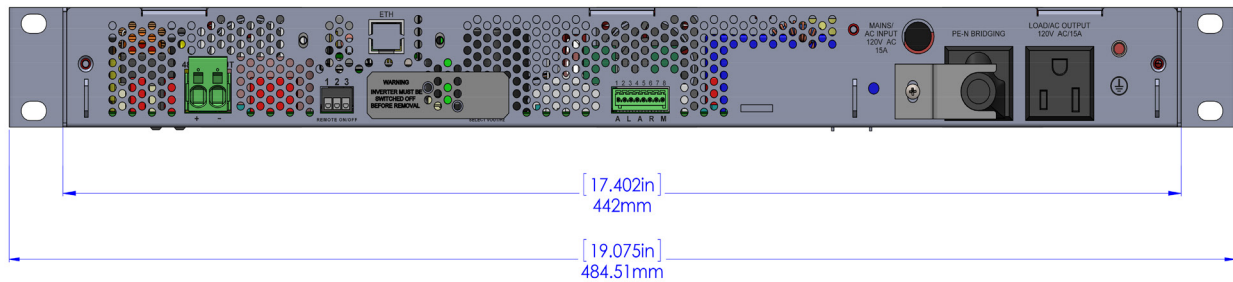 ETH
MAINS/
AC INPUT
120V AC
15A
PE-N BRIDGING
LOAD/AC OUTPUT
120V AC/15A
WARNING
INVERTER MUST BE
SWITCHED OFF
BEFORE REMOVAL
1 2 3
REMOTE ON/OFF
+ -
1 2 3 4 5 6 7 8
A L A R M
[17.402in]
442mm
[19.075in]
484.51mm